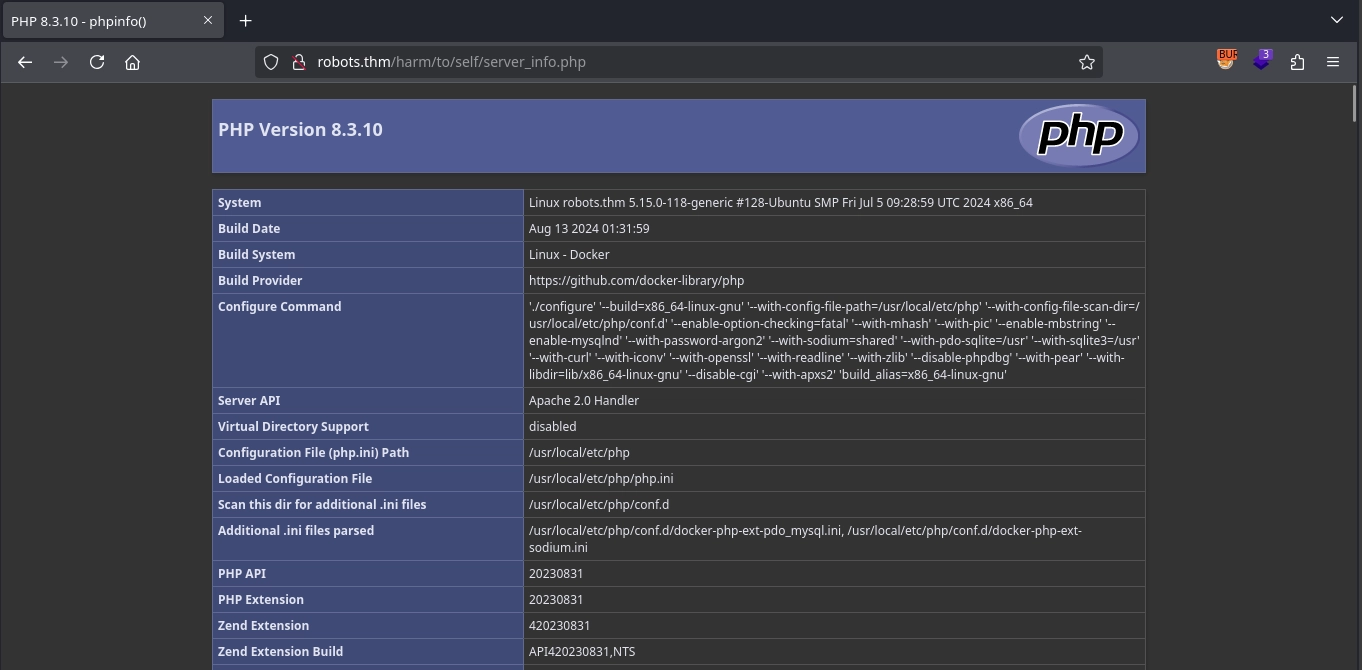 PHP 8.3.10 - phpinfo()
robots.thm/harm/to/self/server_info.php
BUR
3
PHP Version 8.3.10
php
System
Linux robots.thm 5.15.0-118-generic #128-Ubuntu SMP Fri Jul 5 09:28:59 UTC 2024 x86_64
Build Date
Aug 13 2024 01:31:59
Build System
Linux - Docker
Build Provider
https://github.com/docker-library/php
Configure Command
'./configure' '--build=x86_64-linux-gnu' '--with-config-file-path=/usr/local/etc/php' '--with-config-file-scan-dir=/
usr/local/etc/php/conf.d' '--enable-option-checking=fatal' '--with-mhash' '--with-pic' '--enable-mbstring' '--
enable-mysqlnd' '--with-password-argon2' '--with-sodium=shared' '--with-pdo-sqlite=/usr' '--with-sqlite3=/usr'
'--with-curl' '--with-iconv' '--with-openssl' '--with-readline' '--with-zlib' '--disable-phpdbg' '--with-pear' '--with-
libdir=lib/x86_64-linux-gnu' '--disable-cgi' '--with-apxs2' 'build_alias=x86_64-linux-gnu'
Server API
Apache 2.0 Handler
Virtual Directory Support
disabled
Configuration File (php.ini) Path
/usr/local/etc/php
Loaded Configuration File
/usr/local/etc/php/php.ini
Scan this dir for additional .ini files
/usr/local/etc/php/conf.d
Additional .ini files parsed
/usr/local/etc/php/conf.d/docker-php-ext-pdo_mysql.ini, /usr/local/etc/php/conf.d/docker-php-ext-
sodium.ini
PHP API
20230831
PHP Extension
20230831
Zend Extension
420230831
Zend Extension Build
API420230831,NTS